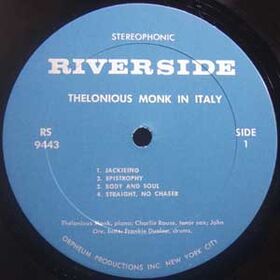 STEREOPHONIC
RIVERSIDE
THELONIOUS MONK IN ITALY
RS
9443
SIDE
1
1. JACKIEING
2. EPISTROPHY
3. BODY AND SOUL
4. STRAIGHT, NO CHASER
Thelonious Monk, piano; Charlie Rouse, tenor sax; John
Ore, bass; Frankie Dunlop, drums.
ORPHEUM PRODUCTIONS INC. NEW YORK CITY